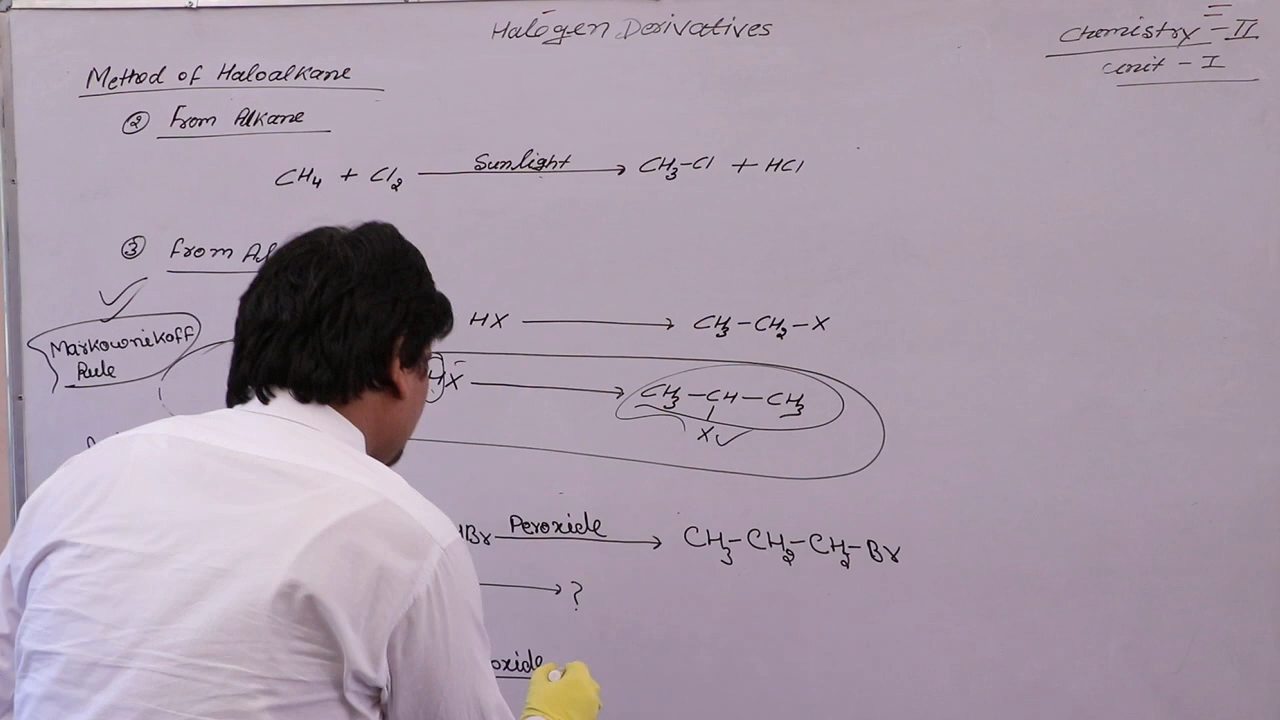 Halogen Derivatives
Chemistry - II
Unit - I
Method of Haloalkane
② From Alkane
CH₄ + Cl₂ Sunlight → CH₃-Cl + HCl
③ From Al
HX → CH₃-CH₂-X
Markownikoff
Rule
HX → CH₃-CH-CH₃
X
HBr Peroxide → CH₃-CH₂-CH₂-Br
→ ?
oxide